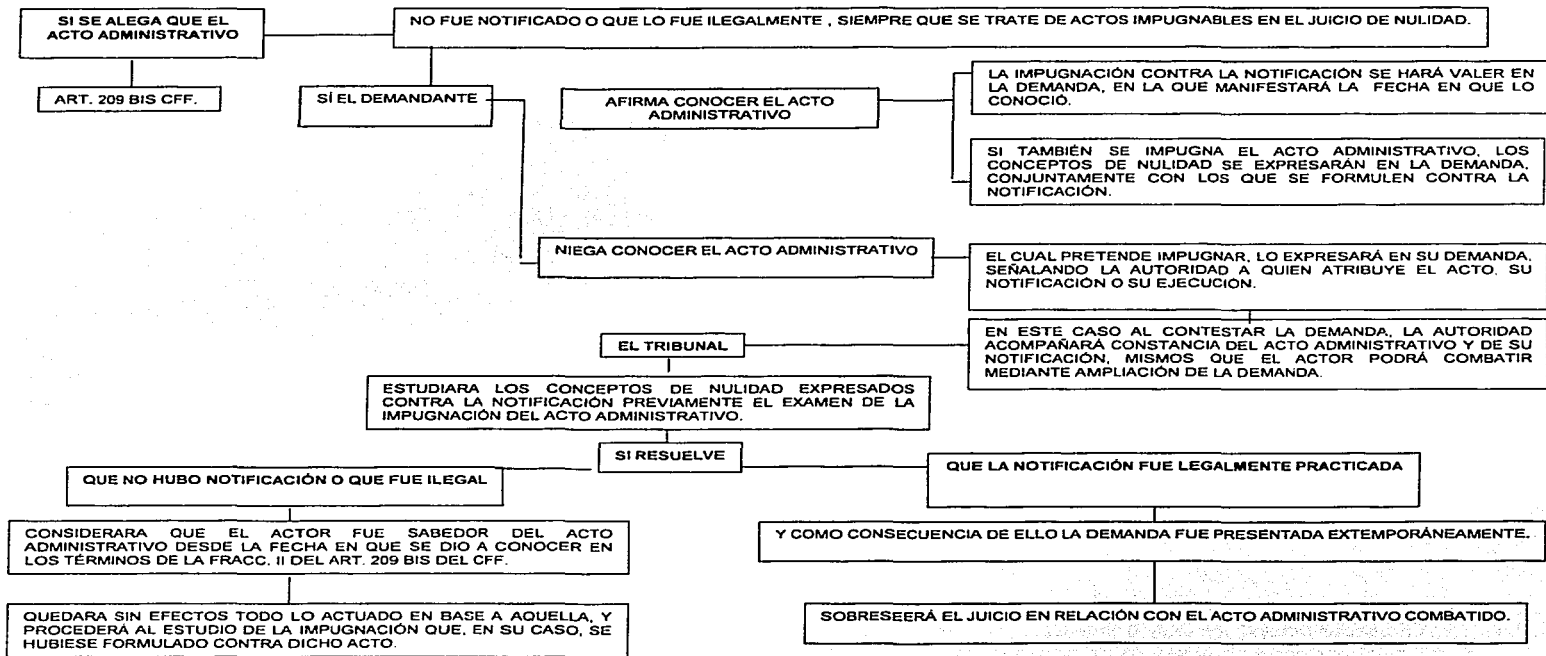 SI SE ALEGA QUE EL
ACTO ADMINISTRATIVO
NO FUE NOTIFICADO O QUE LO FUE ILEGALMENTE , SIEMPRE QUE SE TRATE DE ACTOS IMPUGNABLES EN EL JUICIO DE NULIDAD.
ART. 209 BIS CFF.
SÍ EL DEMANDANTE
AFIRMA CONOCER EL ACTO
ADMINISTRATIVO
LA IMPUGNACIÓN CONTRA LA NOTIFICACIÓN SE HARÁ VALER EN
LA DEMANDA, EN LA QUE MANIFESTARÁ LA FECHA EN QUE LO
CONOCIÓ.
SI TAMBIÉN SE IMPUGNA EL ACTO ADMINISTRATIVO, LOS
CONCEPTOS DE NULIDAD SE EXPRESARÁN EN LA DEMANDA,
CONJUNTAMENTE CON LOS QUE SE FORMULEN CONTRA LA
NOTIFICACIÓN.
NIEGA CONOCER EL ACTO ADMINISTRATIVO
EL CUAL PRETENDE IMPUGNAR, LO EXPRESARÁ EN SU DEMANDA,
SEÑALANDO LA AUTORIDAD A QUIEN ATRIBUYE EL ACTO, SU
NOTIFICACIÓN O SU EJECUCIÓN.
EN ESTE CASO AL CONTESTAR LA DEMANDA, LA AUTORIDAD
ACOMPAÑARÁ CONSTANCIA DEL ACTO ADMINISTRATIVO Y DE SU
NOTIFICACIÓN, MISMOS QUE EL ACTOR PODRÁ COMBATIR
MEDIANTE AMPLIACIÓN DE LA DEMANDA.
EL TRIBUNAL
ESTUDIARA LOS CONCEPTOS DE NULIDAD EXPRESADOS
CONTRA LA NOTIFICACIÓN PREVIAMENTE EL EXAMEN DE LA
IMPUGNACIÓN DEL ACTO ADMINISTRATIVO.
SI RESUELVE
QUE NO HUBO NOTIFICACIÓN O QUE FUE ILEGAL
QUE LA NOTIFICACIÓN FUE LEGALMENTE PRACTICADA
CONSIDERARA QUE EL ACTOR FUE SABEDOR DEL ACTO
ADMINISTRATIVO DESDE LA FECHA EN QUE SE DIO A CONOCER EN
LOS TÉRMINOS DE LA FRACC. II DEL ART. 209 BIS DEL CFF.
Y COMO CONSECUENCIA DE ELLO LA DEMANDA FUE PRESENTADA EXTEMPORÁNEAMENTE.
QUEDARA SIN EFECTOS TODO LO ACTUADO EN BASE A AQUELLA, Y
PROCEDERÁ AL ESTUDIO DE LA IMPUGNACIÓN QUE, EN SU CASO, SE
HUBIESE FORMULADO CONTRA DICHO ACTO.
SOBRESEERÁ EL JUICIO EN RELACIÓN CON EL ACTO ADMINISTRATIVO COMBATIDO.